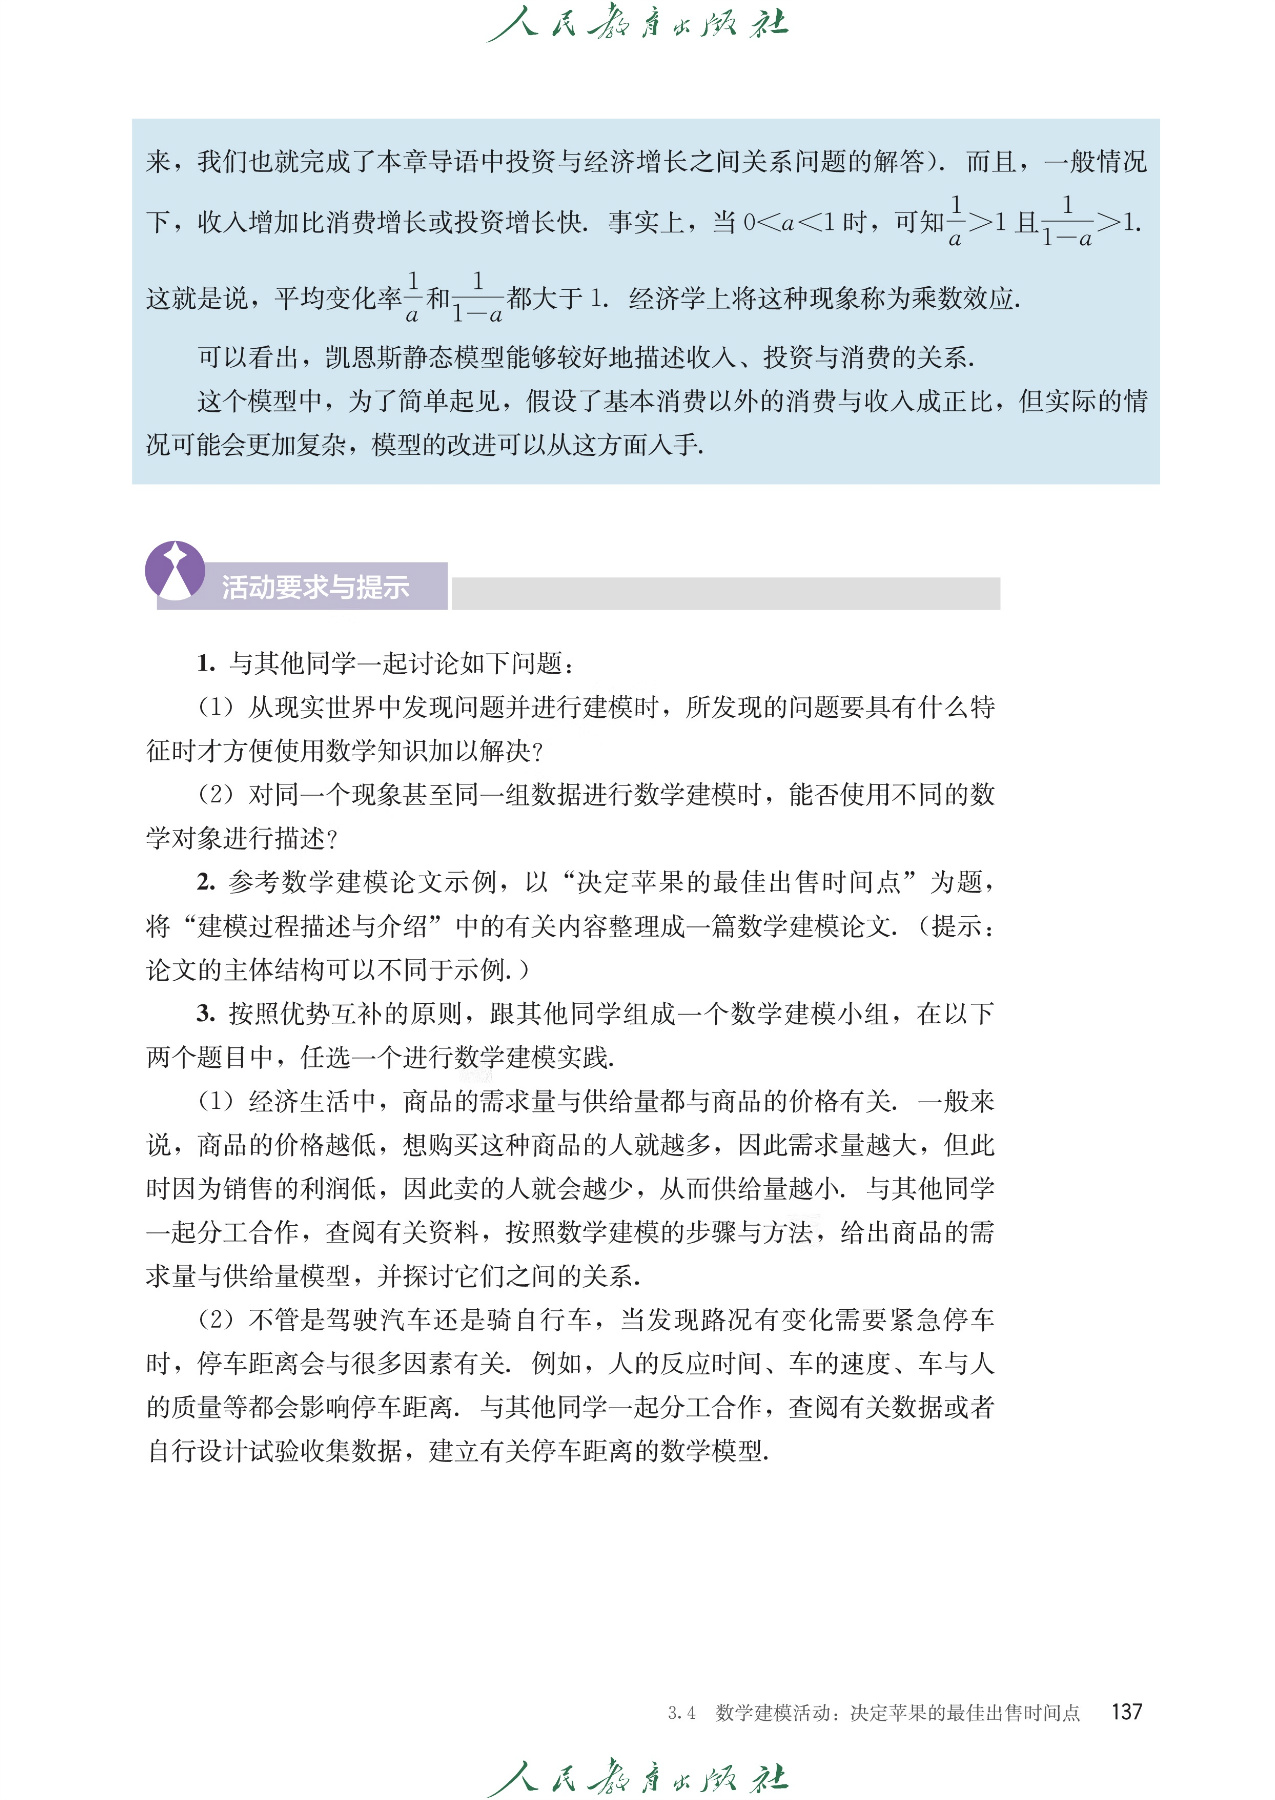 人民教育出版社
来，我们也就完成了本章导语中投资与经济增长之间关系问题的解答）. 而且，一般情况
下，收入增加比消费增长或投资增长快. 事实上，当 0<a<1 时，可知1/a>1 且1/(1-a)>1.
这就是说，平均变化率1/a和1/(1-a)都大于 1. 经济学上将这种现象称为乘数效应.
可以看出，凯恩斯静态模型能够较好地描述收入、投资与消费的关系.
这个模型中，为了简单起见，假设了基本消费以外的消费与收入成正比，但实际的情
况可能会更加复杂，模型的改进可以从这方面入手.
活动要求与提示
1. 与其他同学一起讨论如下问题：
（1）从现实世界中发现问题并进行建模时，所发现的问题要具有什么特
征时才方便使用数学知识加以解决？
（2）对同一个现象甚至同一组数据进行数学建模时，能否使用不同的数
学对象进行描述？
2. 参考数学建模论文示例，以“决定苹果的最佳出售时间点”为题，
将“建模过程描述与介绍”中的有关内容整理成一篇数学建模论文.（提示：
论文的主体结构可以不同于示例.）
3. 按照优势互补的原则，跟其他同学组成一个数学建模小组，在以下
两个题目中，任选一个进行数学建模实践.
（1）经济生活中，商品的需求量与供给量都与商品的价格有关. 一般来
说，商品的价格越低，想购买这种商品的人就越多，因此需求量越大，但此
时因为销售的利润低，因此卖的人就会越少，从而供给量越小. 与其他同学
一起分工合作，查阅有关资料，按照数学建模的步骤与方法，给出商品的需
求量与供给量模型，并探讨它们之间的关系.
（2）不管是驾驶汽车还是骑自行车，当发现路况有变化需要紧急停车
时，停车距离会与很多因素有关. 例如，人的反应时间、车的速度、车与人
的质量等都会影响停车距离. 与其他同学一起分工合作，查阅有关数据或者
自行设计试验收集数据，建立有关停车距离的数学模型.
3.4 数学建模活动：决定苹果的最佳出售时间点 137
人民教育出版社